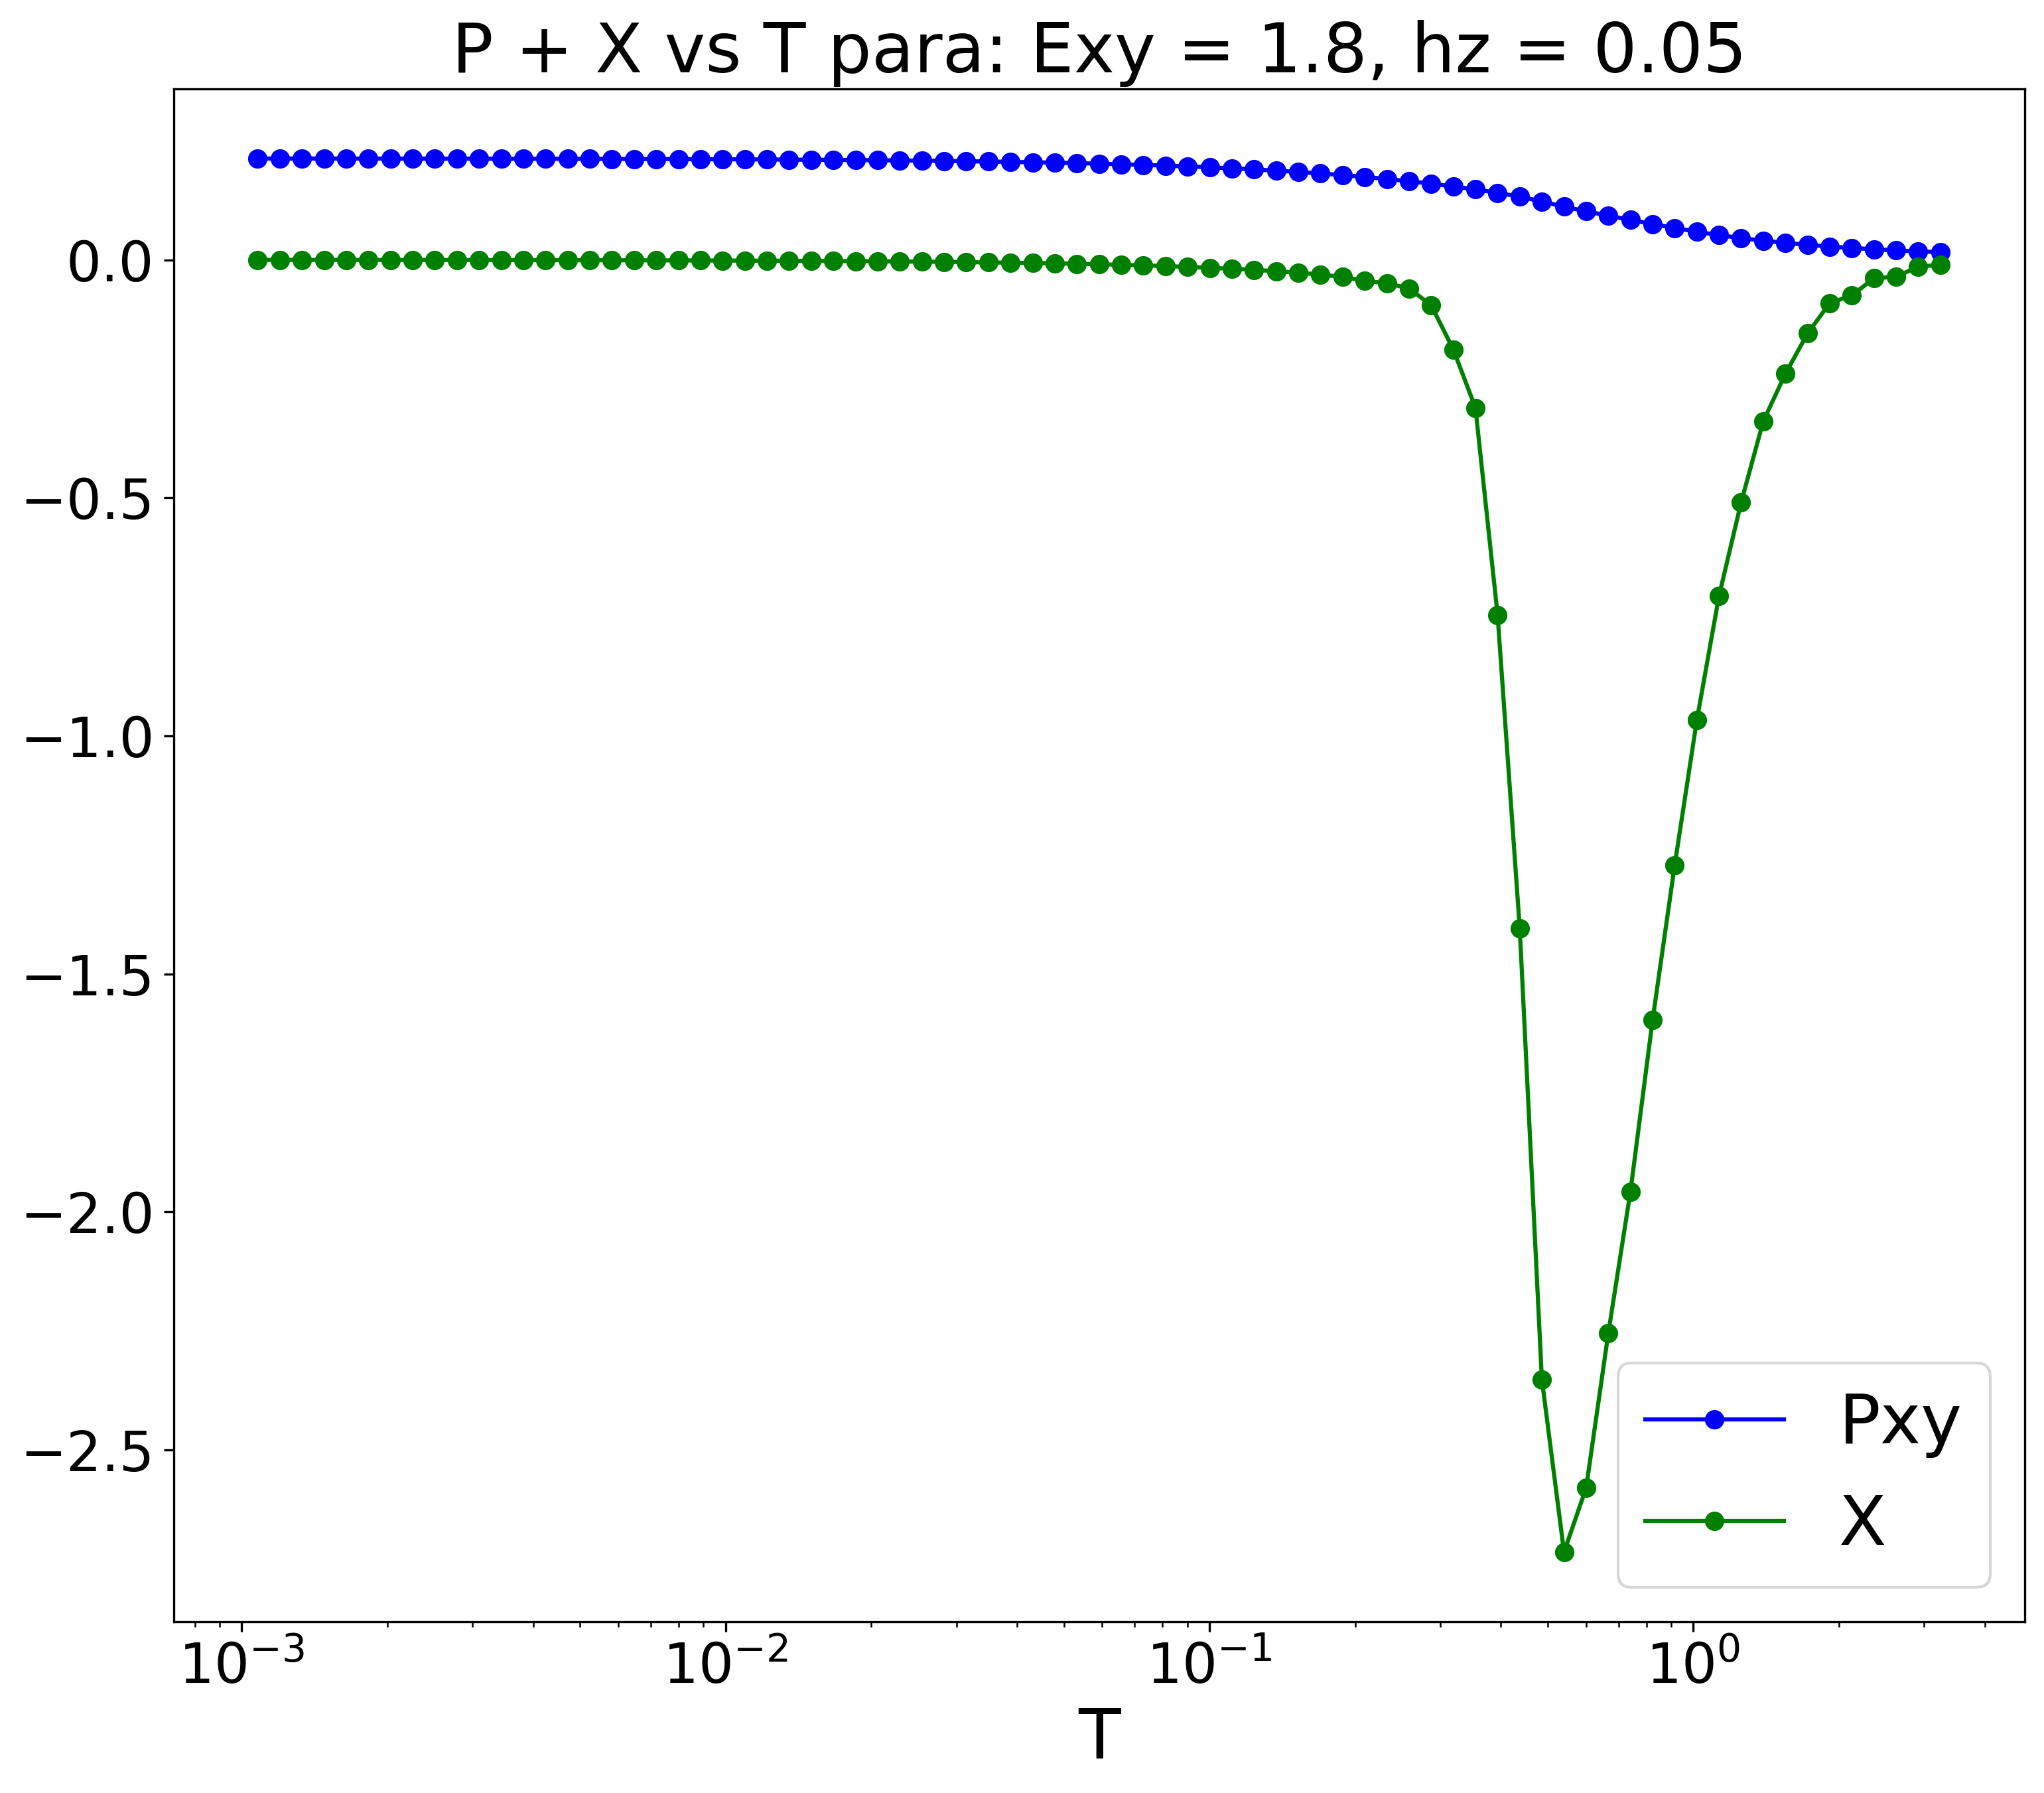 P + X vs T para: Exy = 1.8, hz = 0.05
0.0
−0.5
−1.0
−1.5
−2.0
−2.5
Pxy
X
10⁻³ 10⁻² 10⁻¹ 10⁰
T